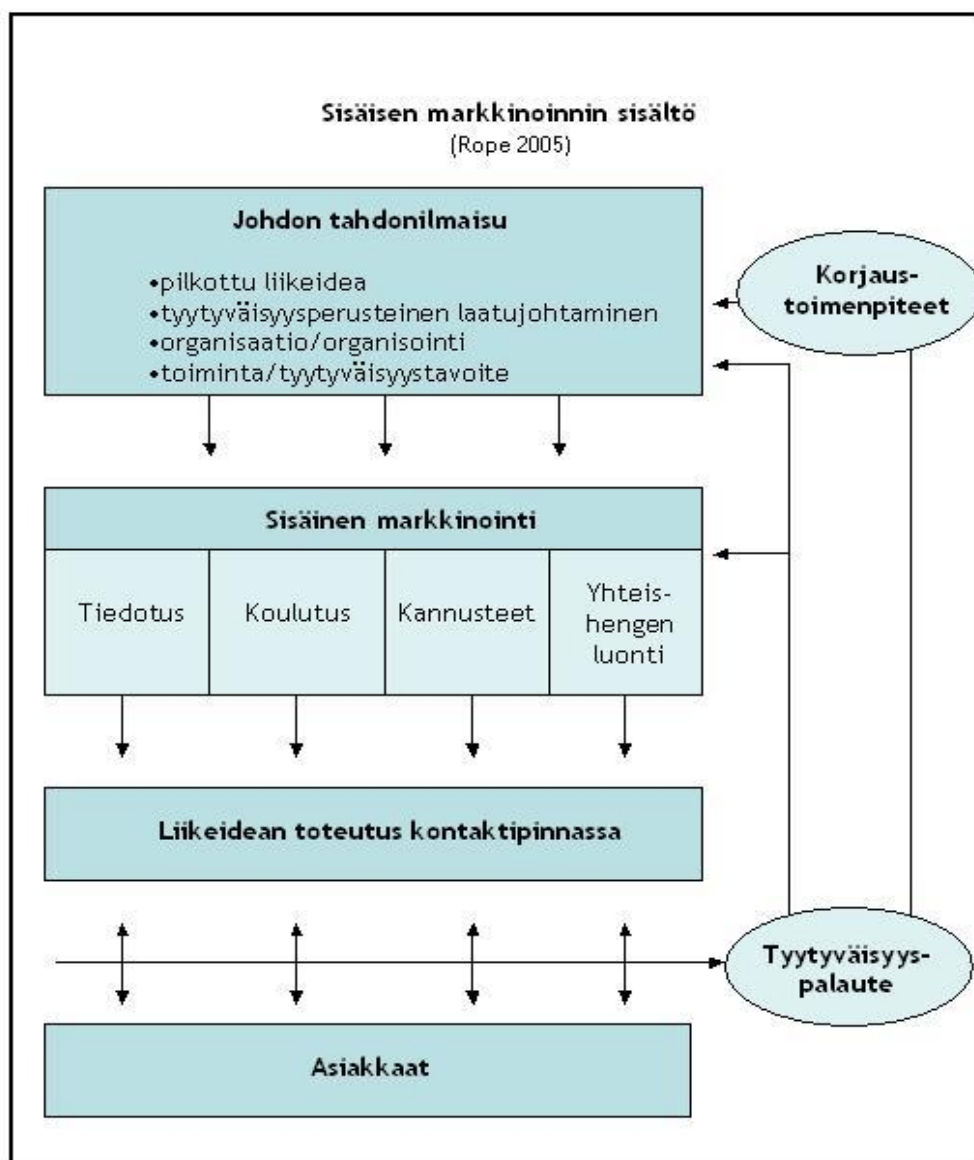 Sisäisen markkinoinnin sisältö
(Rope 2005)
Johdon tahdonilmaisu
•pilkottu liikeidea
•tyytyväisyysperusteinen laatujohtaminen
•organisaatio/organisointi
•toiminta/tyytyväisyystavoite
Korjaus-
toimenpiteet
Sisäinen markkinointi
Tiedotus
Koulutus
Kannusteet
Yhteis-
hengen
luonti
Liikeidean toteutus kontaktipinnassa
Tyytyväisyys-
palaute
Asiakkaat